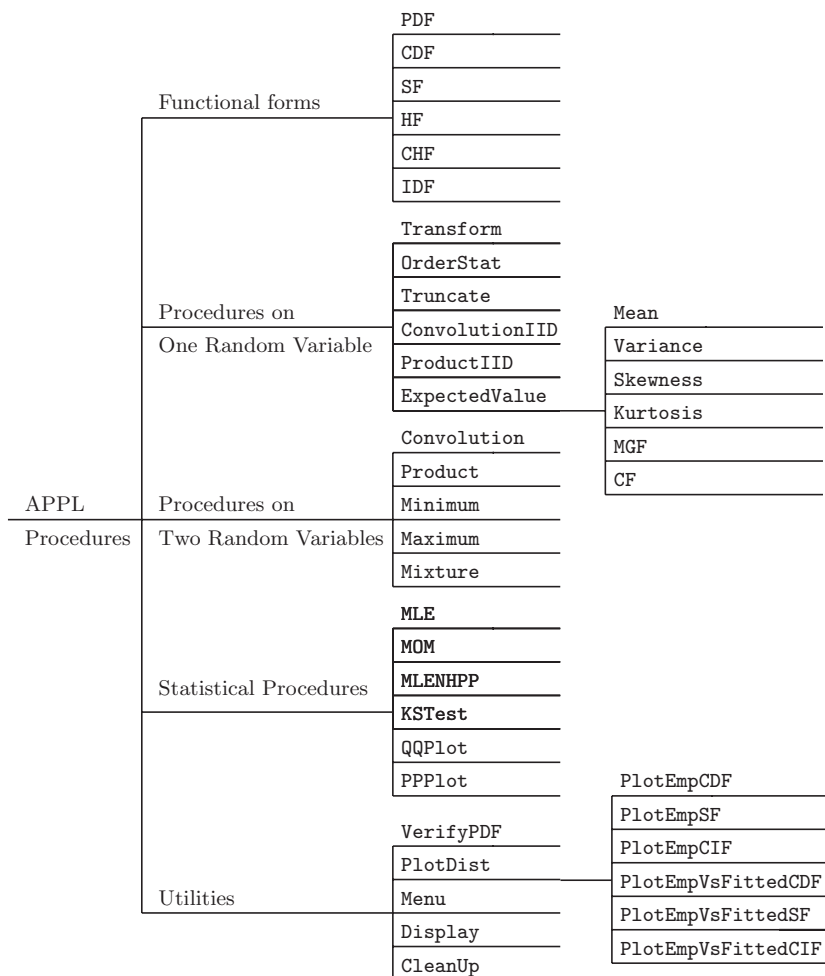 PDF
CDF
SF
Functional forms
HF
CHF
IDF
Transform
OrderStat
Truncate
Procedures on
One Random Variable
ConvolutionIID
ProductIID
ExpectedValue
Mean
Variance
Skewness
Kurtosis
MGF
CF
Convolution
Product
APPL
Procedures
Procedures on
Two Random Variables
Minimum
Maximum
Mixture
MLE
MOM
MLENHPP
Statistical Procedures
KSTest
QQPlot
PPPlot
VerifyPDF
PlotDist
Utilities
Menu
Display
CleanUp
PlotEmpCDF
PlotEmpSF
PlotEmpCIF
PlotEmpVsFittedCDF
PlotEmpVsFittedSF
PlotEmpVsFittedCIF